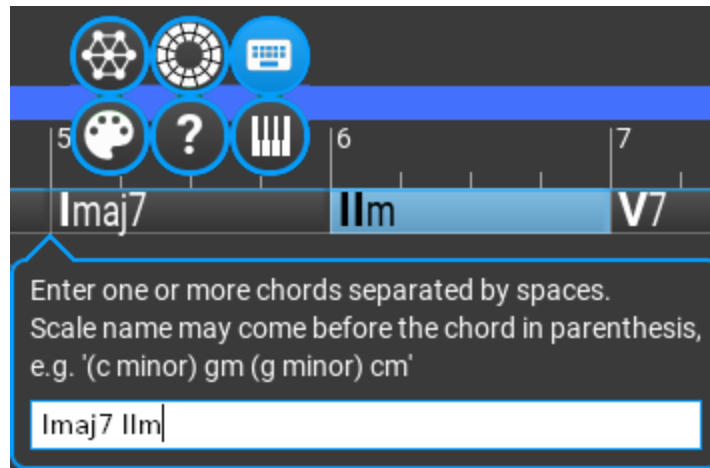 ?
5 6 7
Imaj7 IIm V7
Enter one or more chords separated by spaces.
Scale name may come before the chord in parenthesis,
e.g. '(c minor) gm (g minor) cm'
Imaj7 IIm